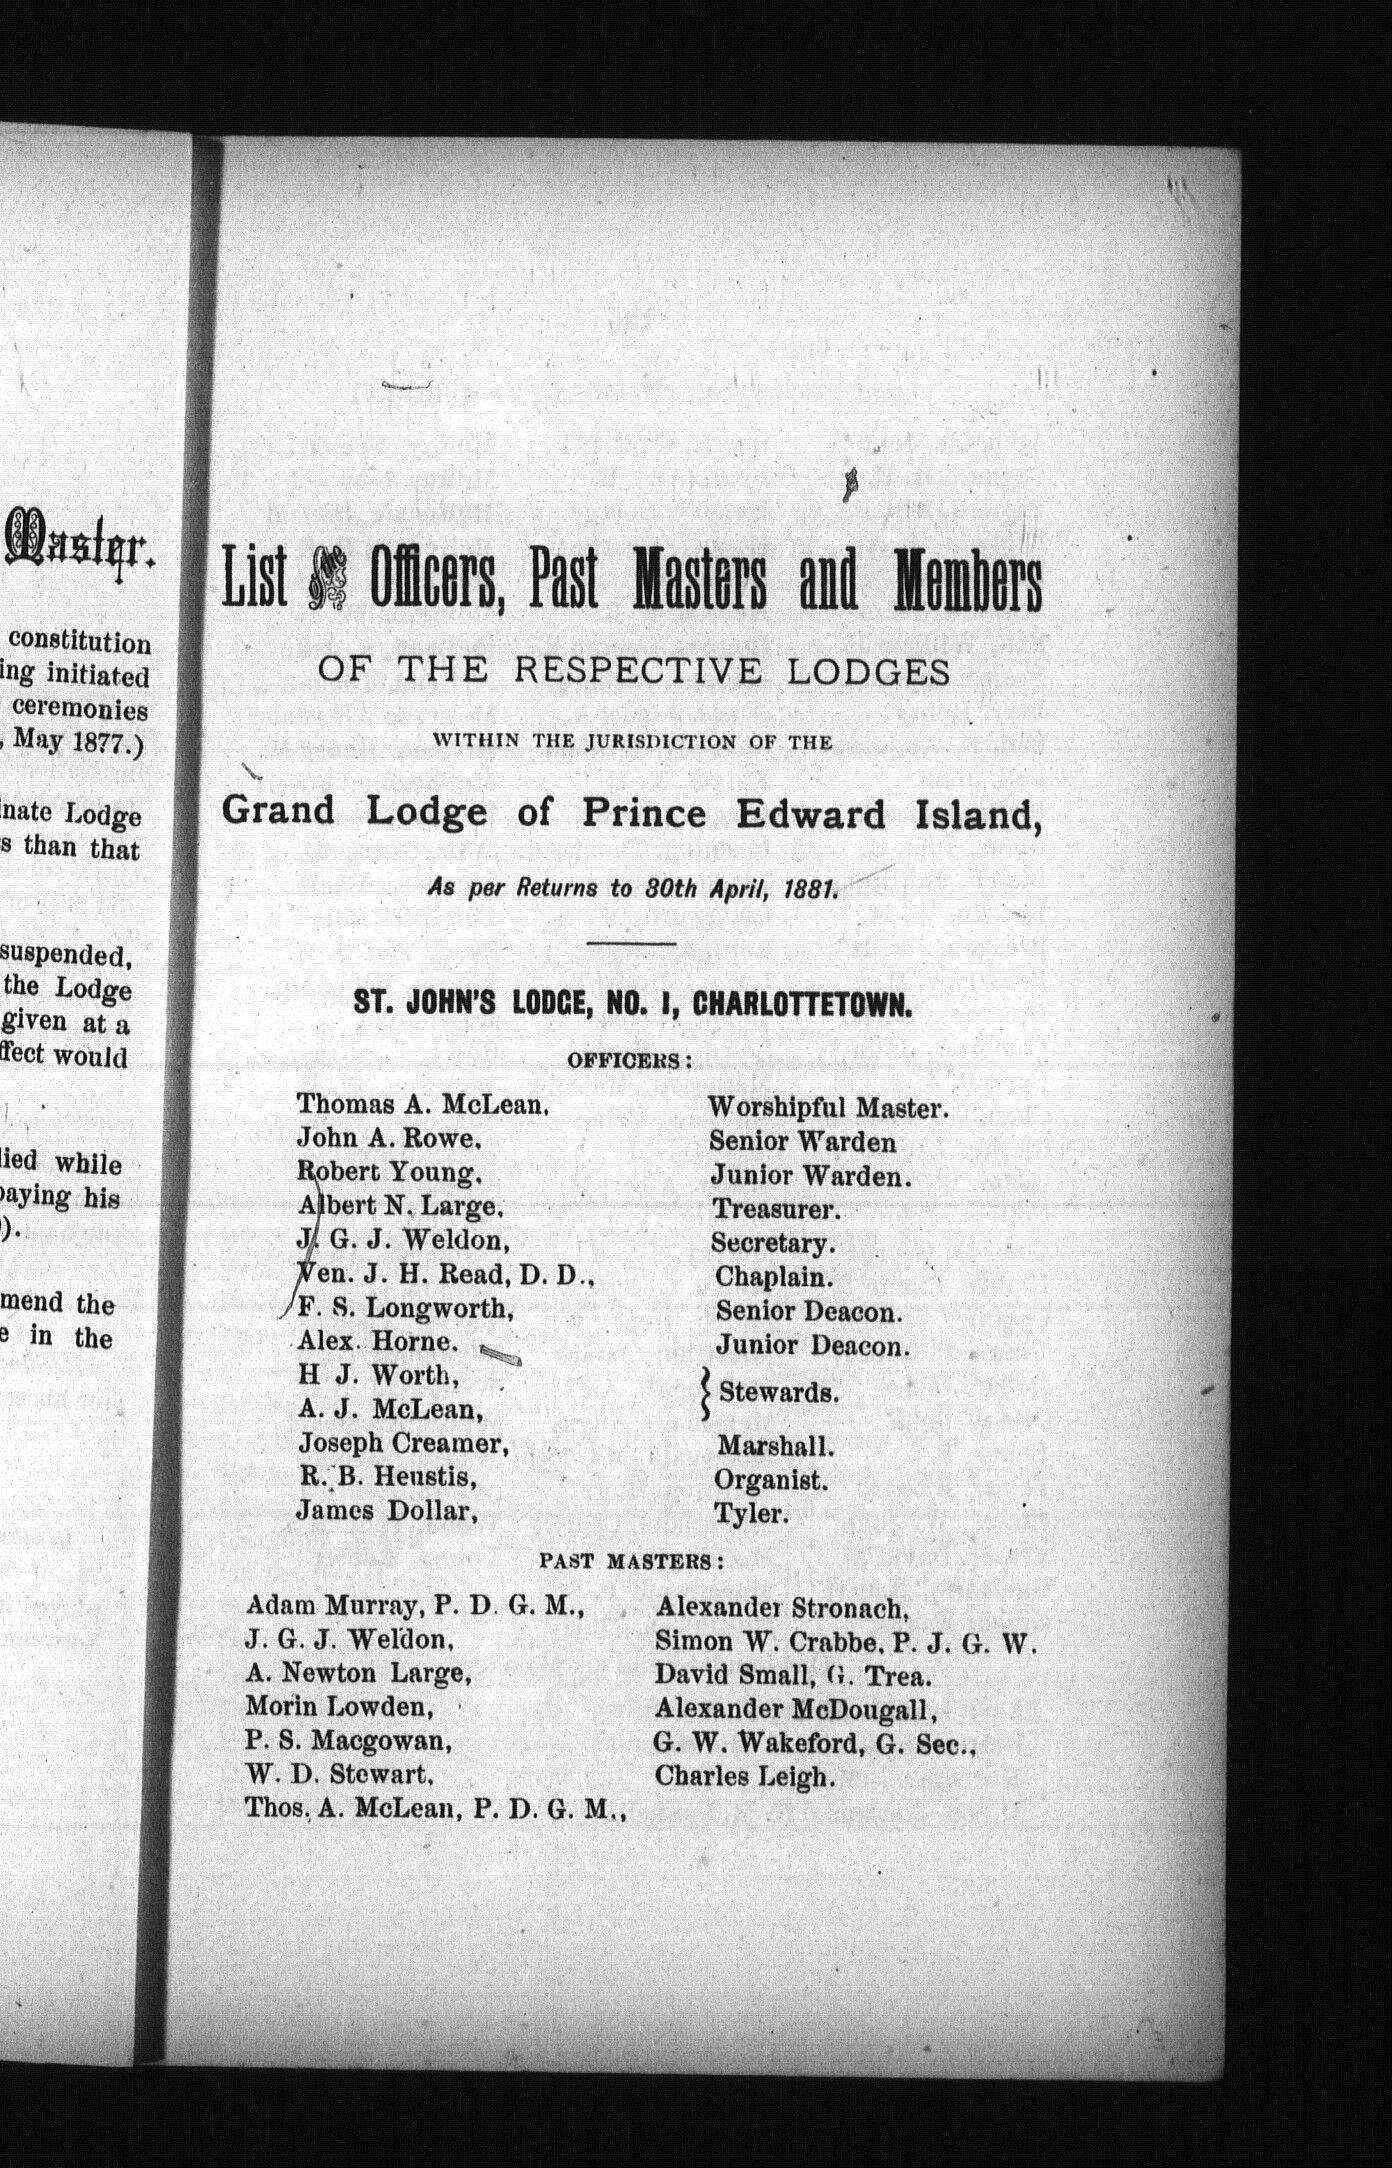 Master.
constitution
ing initiated
ceremonies
, May 1877.)
nate Lodge
s than that
suspended,
the Lodge
given at a
ffect would
lied while
paying his
).
mend the
e in the
List of the Officers, Past Masters and Members
OF THE RESPECTIVE LODGES
WITHIN THE JURISDICTION OF THE
Grand Lodge of Prince Edward Island,
As per Returns to 30th April, 1881.
ST. JOHN'S LODGE, NO. 1, CHARLOTTETOWN.
OFFICERS:
Thomas A. McLean, Worshipful Master.
John A. Rowe, Senior Warden
Robert Young, Junior Warden.
Albert N. Large, Treasurer.
J. G. J. Weldon, Secretary.
Ven. J. H. Read, D. D., Chaplain.
F. S. Longworth, Senior Deacon.
Alex. Horne. Junior Deacon.
H J. Worth,
} Stewards.
A. J. McLean,
Joseph Creamer, Marshall.
R. B. Heustis, Organist.
James Dollar, Tyler.
PAST MASTERS:
Adam Murray, P. D. G. M., Alexander Stronach,
J. G. J. Weldon, Simon W. Crabbe, P. J. G. W.
A. Newton Large, David Small, G. Trea.
Morin Lowden, Alexander McDougall,
P. S. Macgowan, G. W. Wakeford, G. Sec.,
W. D. Stewart, Charles Leigh.
Thos. A. McLean, P. D. G. M.,